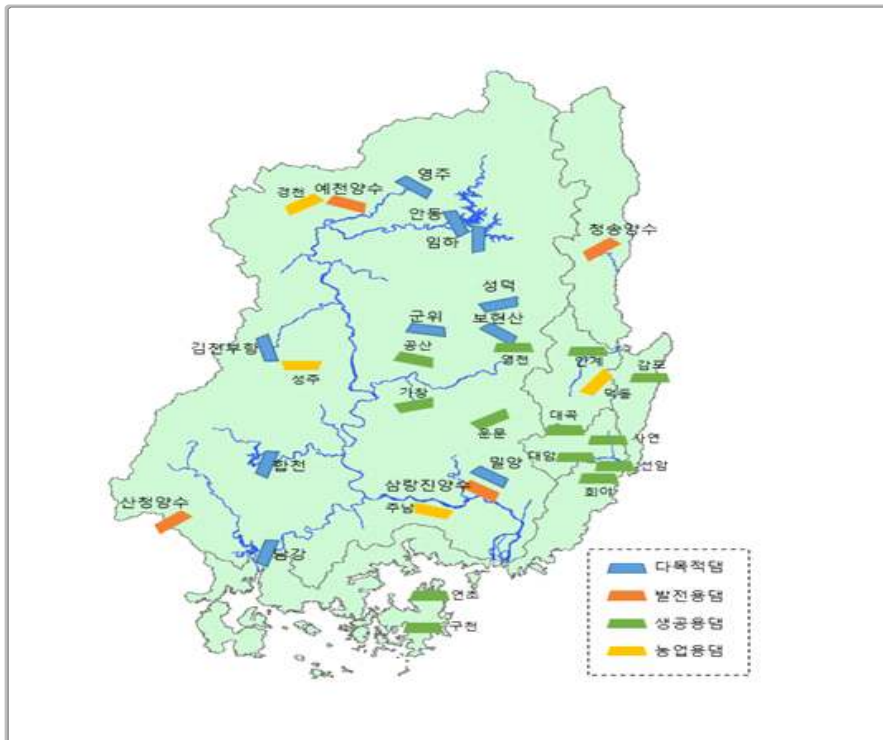 영주
경천
예천양수
안동
임하
청송양수
성덕
군위
보현산
공산
영천
안계
감포
김천부항
성주
덕동
가창
대곡
운문
사연
대암
선암
밀양
합천
삼랑진양수
회야
산청양수
주남
남강
연초
구천
다목적댐
발전용댐
생공용댐
농업용댐